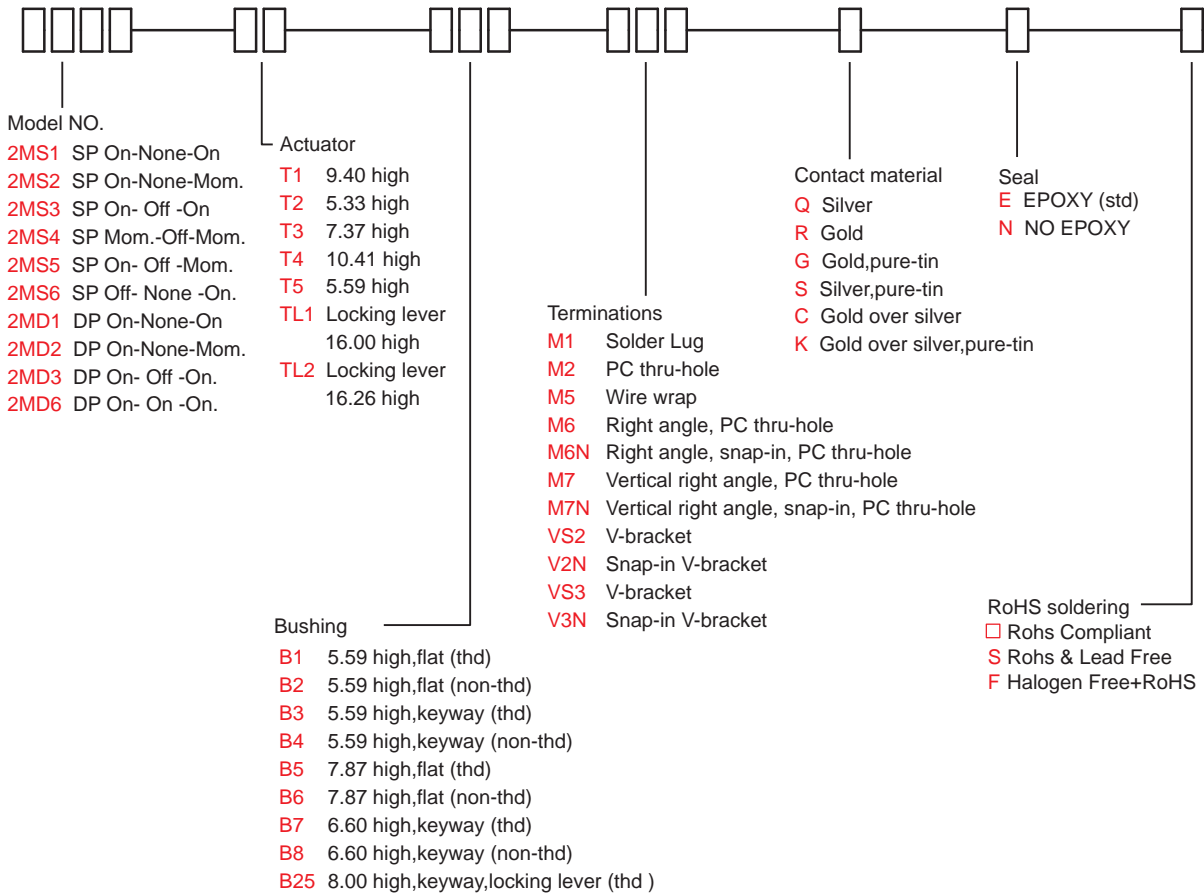 Model NO.
2MS1 SP On-None-On
2MS2 SP On-None-Mom.
2MS3 SP On- Off -On
2MS4 SP Mom.-Off-Mom.
2MS5 SP On- Off -Mom.
2MS6 SP Off- None -On.
2MD1 DP On-None-On
2MD2 DP On-None-Mom.
2MD3 DP On- Off -On.
2MD6 DP On- On -On.
Actuator
T1 9.40 high
T2 5.33 high
T3 7.37 high
T4 10.41 high
T5 5.59 high
TL1 Locking lever
16.00 high
TL2 Locking lever
16.26 high
Bushing
B1 5.59 high,flat (thd)
B2 5.59 high,flat (non-thd)
B3 5.59 high,keyway (thd)
B4 5.59 high,keyway (non-thd)
B5 7.87 high,flat (thd)
B6 7.87 high,flat (non-thd)
B7 6.60 high,keyway (thd)
B8 6.60 high,keyway (non-thd)
B25 8.00 high,keyway,locking lever (thd )
Terminations
M1 Solder Lug
M2 PC thru-hole
M5 Wire wrap
M6 Right angle, PC thru-hole
M6N Right angle, snap-in, PC thru-hole
M7 Vertical right angle, PC thru-hole
M7N Vertical right angle, snap-in, PC thru-hole
VS2 V-bracket
V2N Snap-in V-bracket
VS3 V-bracket
V3N Snap-in V-bracket
Contact material
Q Silver
R Gold
G Gold,pure-tin
S Silver,pure-tin
C Gold over silver
K Gold over silver,pure-tin
Seal
E EPOXY (std)
N NO EPOXY
RoHS soldering
□ Rohs Compliant
S Rohs & Lead Free
F Halogen Free+RoHS